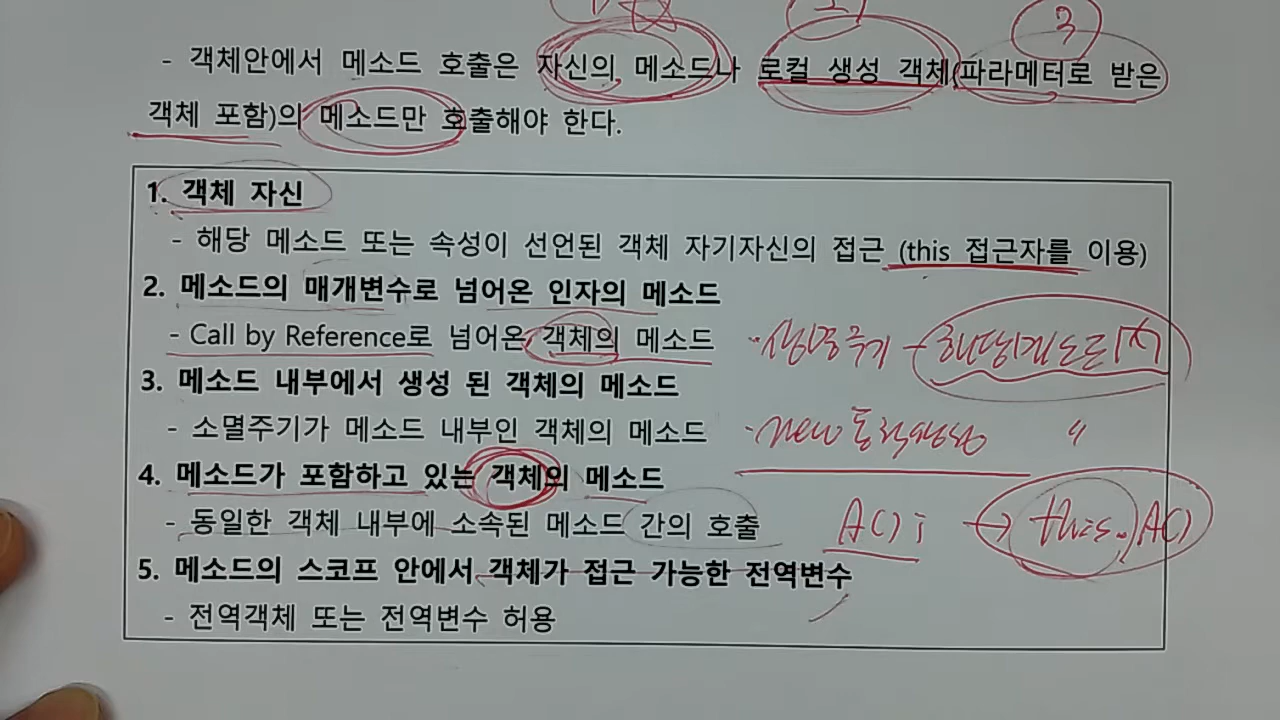 3
- 객체안에서 메소드 호출은 자신의 메소드나 로컬 생성 객체(파라메터로 받은
객체 포함)의 메소드만 호출해야 한다.
1. 객체 자신
- 해당 메소드 또는 속성이 선언된 객체 자기자신의 접근 (this 접근자를 이용)
2. 메소드의 매개변수로 넘어온 인자의 메소드
- Call by Reference로 넘어온 객체의 메소드
3. 메소드 내부에서 생성 된 객체의 메소드
- 소멸주기가 메소드 내부인 객체의 메소드 · new 동적생성 "
4. 메소드가 포함하고 있는 객체의 메소드
- 동일한 객체 내부에 소속된 메소드 간의 호출 A() ; → this.A()
5. 메소드의 스코프 안에서 객체가 접근 가능한 전역변수
- 전역객체 또는 전역변수 허용